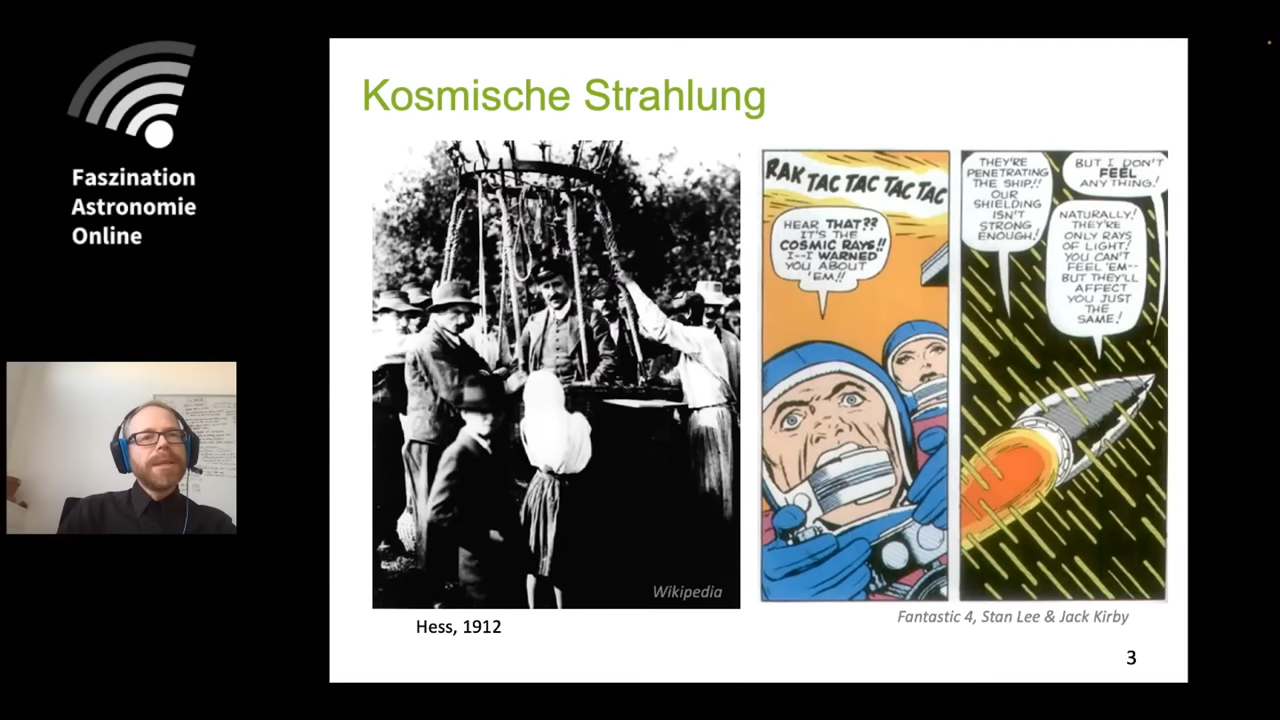 Faszination
Astronomie
Online
Kosmische Strahlung
Wikipedia
Hess, 1912
RAK TAC TAC TAC TAC
HEAR THAT??
IT'S THE
COSMIC RAYS!!
I--I WARNED
YOU ABOUT
'EM!!
THEY'RE
PENETRATING
THE SHIP!!
OUR
SHIELDING
ISN'T
STRONG
ENOUGH!
BUT I DON'T
FEEL
ANYTHING!
NATURALLY!
THEY'RE
ONLY RAYS
OF LIGHT!
YOU CAN'T
FEEL 'EM--
BUT THEY'LL
AFFECT
YOU JUST
THE
SAME!
Fantastic 4, Stan Lee & Jack Kirby
3